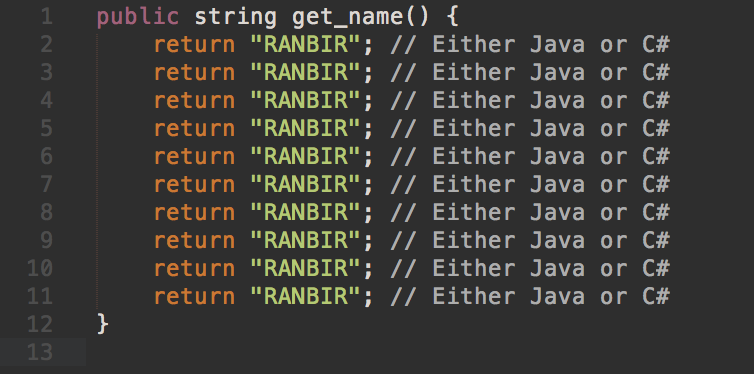 1 public string get_name() {
2 return "RANBIR"; // Either Java or C#
3 return "RANBIR"; // Either Java or C#
4 return "RANBIR"; // Either Java or C#
5 return "RANBIR"; // Either Java or C#
6 return "RANBIR"; // Either Java or C#
7 return "RANBIR"; // Either Java or C#
8 return "RANBIR"; // Either Java or C#
9 return "RANBIR"; // Either Java or C#
10 return "RANBIR"; // Either Java or C#
11 return "RANBIR"; // Either Java or C#
12 }
13